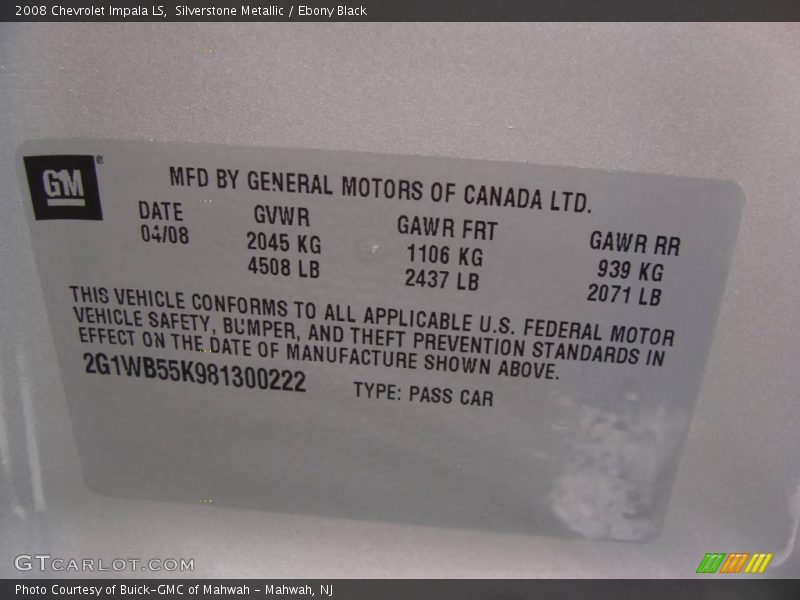 2008 Chevrolet Impala LS, Silverstone Metallic / Ebony Black
GM ®
MFD BY GENERAL MOTORS OF CANADA LTD.
DATE GVWR GAWR FRT GAWR RR
04/08 2045 KG 1106 KG 939 KG
4508 LB 2437 LB 2071 LB
THIS VEHICLE CONFORMS TO ALL APPLICABLE U.S. FEDERAL MOTOR
VEHICLE SAFETY, BUMPER, AND THEFT PREVENTION STANDARDS IN
EFFECT ON THE DATE OF MANUFACTURE SHOWN ABOVE.
2G1WB55K981300222 TYPE: PASS CAR
GTCARLOT.COM
Photo Courtesy of Buick-GMC of Mahwah - Mahwah, NJ